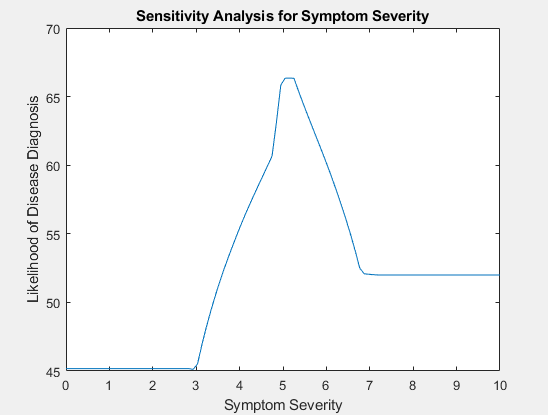 Sensitivity Analysis for Symptom Severity
70
65
60
55
50
45
Likelihood of Disease Diagnosis
0 1 2 3 4 5 6 7 8 9 10
Symptom Severity